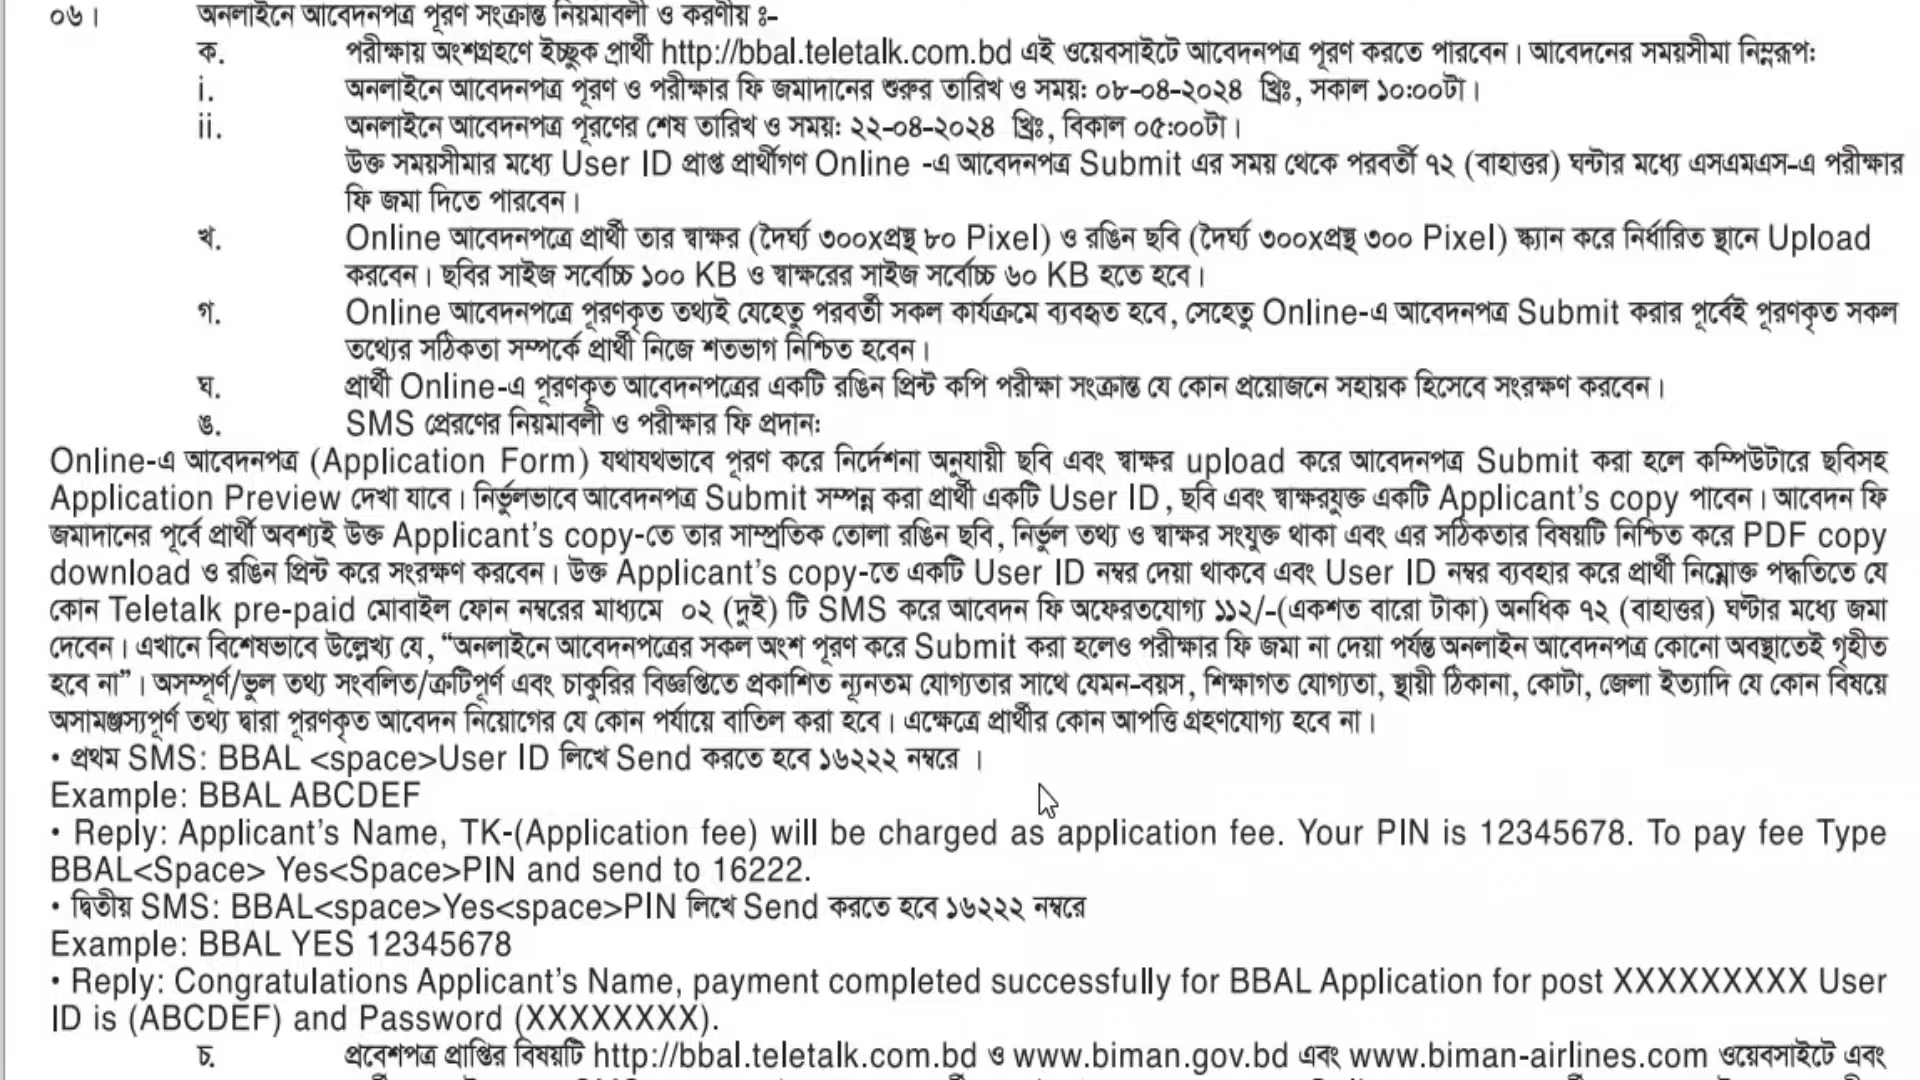 ০৬। অনলাইনে আবেদনপত্র পূরণ সংক্রান্ত নিয়মাবলী ও করণীয় ঃ-
ক. পরীক্ষায় অংশগ্রহণে ইচ্ছুক প্রার্থী http://bbal.teletalk.com.bd এই ওয়েবসাইটে আবেদনপত্র পূরণ করতে পারবেন। আবেদনের সময়সীমা নিম্নরূপ:
i. অনলাইনে আবেদনপত্র পূরণ ও পরীক্ষার ফি জমাদানের শুরুর তারিখ ও সময়: ০৮-০৪-২০২৪ খ্রিঃ, সকাল ১০:০০টা।
ii. অনলাইনে আবেদনপত্র পূরণের শেষ তারিখ ও সময়: ২২-০৪-২০২৪ খ্রিঃ, বিকাল ০৫:০০টা।
উক্ত সময়সীমার মধ্যে User ID প্রাপ্ত প্রার্থীগণ Online -এ আবেদনপত্র Submit এর সময় থেকে পরবর্তী ৭২ (বাহাত্তর) ঘন্টার মধ্যে এসএমএস-এ পরীক্ষার
ফি জমা দিতে পারবেন।
খ. Online আবেদনপত্রে প্রার্থী তার স্বাক্ষর (দৈর্ঘ্য ৩০০xপ্রস্থ ৮০ Pixel) ও রঙিন ছবি (দৈর্ঘ্য ৩০০xপ্রস্থ ৩০০ Pixel) স্ক্যান করে নির্ধারিত স্থানে Upload
করবেন। ছবির সাইজ সর্বোচ্চ ১০০ KB ও স্বাক্ষরের সাইজ সর্বোচ্চ ৬০ KB হতে হবে।
গ. Online আবেদনপত্রে পূরণকৃত তথ্যই যেহেতু পরবর্তী সকল কার্যক্রমে ব্যবহৃত হবে, সেহেতু Online-এ আবেদনপত্র Submit করার পূর্বেই পূরণকৃত সকল
তথ্যের সঠিকতা সম্পর্কে প্রার্থী নিজে শতভাগ নিশ্চিত হবেন।
ঘ. প্রার্থী Online-এ পূরণকৃত আবেদনপত্রের একটি রঙিন প্রিন্ট কপি পরীক্ষা সংক্রান্ত যে কোন প্রয়োজনে সহায়ক হিসেবে সংরক্ষণ করবেন।
ঙ. SMS প্রেরণের নিয়মাবলী ও পরীক্ষার ফি প্রদান:
Online-এ আবেদনপত্র (Application Form) যথাযথভাবে পূরণ করে নির্দেশনা অনুযায়ী ছবি এবং স্বাক্ষর upload করে আবেদনপত্র Submit করা হলে কম্পিউটারে ছবিসহ
Application Preview দেখা যাবে। নির্ভুলভাবে আবেদনপত্র Submit সম্পন্ন করা প্রার্থী একটি User ID, ছবি এবং স্বাক্ষরযুক্ত একটি Applicant's copy পাবেন। আবেদন ফি
জমাদানের পূর্বে প্রার্থী অবশ্যই উক্ত Applicant's copy-তে তার সাম্প্রতিক তোলা রঙিন ছবি, নির্ভুল তথ্য ও স্বাক্ষর সংযুক্ত থাকা এবং এর সঠিকতার বিষয়টি নিশ্চিত করে PDF copy
download ও রঙিন প্রিন্ট করে সংরক্ষণ করবেন। উক্ত Applicant's copy-তে একটি User ID নম্বর দেয়া থাকবে এবং User ID নম্বর ব্যবহার করে প্রার্থী নিম্নোক্ত পদ্ধতিতে যে
কোন Teletalk pre-paid মোবাইল ফোন নম্বরের মাধ্যমে ০২ (দুই) টি SMS করে আবেদন ফি অফেরতযোগ্য ১১২/-(একশত বারো টাকা) অনধিক ৭২ (বাহাত্তর) ঘণ্টার মধ্যে জমা
দেবেন। এখানে বিশেষভাবে উল্লেখ্য যে, “অনলাইনে আবেদনপত্রের সকল অংশ পূরণ করে Submit করা হলেও পরীক্ষার ফি জমা না দেয়া পর্যন্ত অনলাইন আবেদনপত্র কোনো অবস্থাতেই গৃহীত
হবে না”। অসম্পূর্ণ/ভুল তথ্য সংবলিত/ত্রুটিপূর্ণ এবং চাকুরির বিজ্ঞপ্তিতে প্রকাশিত ন্যূনতম যোগ্যতার সাথে যেমন-বয়স, শিক্ষাগত যোগ্যতা, স্থায়ী ঠিকানা, কোটা, জেলা ইত্যাদি যে কোন বিষয়ে
অসামঞ্জস্যপূর্ণ তথ্য দ্বারা পূরণকৃত আবেদন নিয়োগের যে কোন পর্যায়ে বাতিল করা হবে। এক্ষেত্রে প্রার্থীর কোন আপত্তি গ্রহণযোগ্য হবে না।
• প্রথম SMS: BBAL <space>User ID লিখে Send করতে হবে ১৬২২২ নম্বরে ।
Example: BBAL ABCDEF
• Reply: Applicant's Name, TK-(Application fee) will be charged as application fee. Your PIN is 12345678. To pay fee Type
BBAL<Space> Yes<Space>PIN and send to 16222.
• দ্বিতীয় SMS: BBAL<space>Yes<space>PIN লিখে Send করতে হবে ১৬২২২ নম্বরে
Example: BBAL YES 12345678
• Reply: Congratulations Applicant's Name, payment completed successfully for BBAL Application for post XXXXXXXXX User
ID is (ABCDEF) and Password (XXXXXXXX).
চ. প্রবেশপত্র প্রাপ্তির বিষয়টি http://bbal.teletalk.com.bd ও www.biman.gov.bd এবং www.biman-airlines.com ওয়েবসাইটে এবং